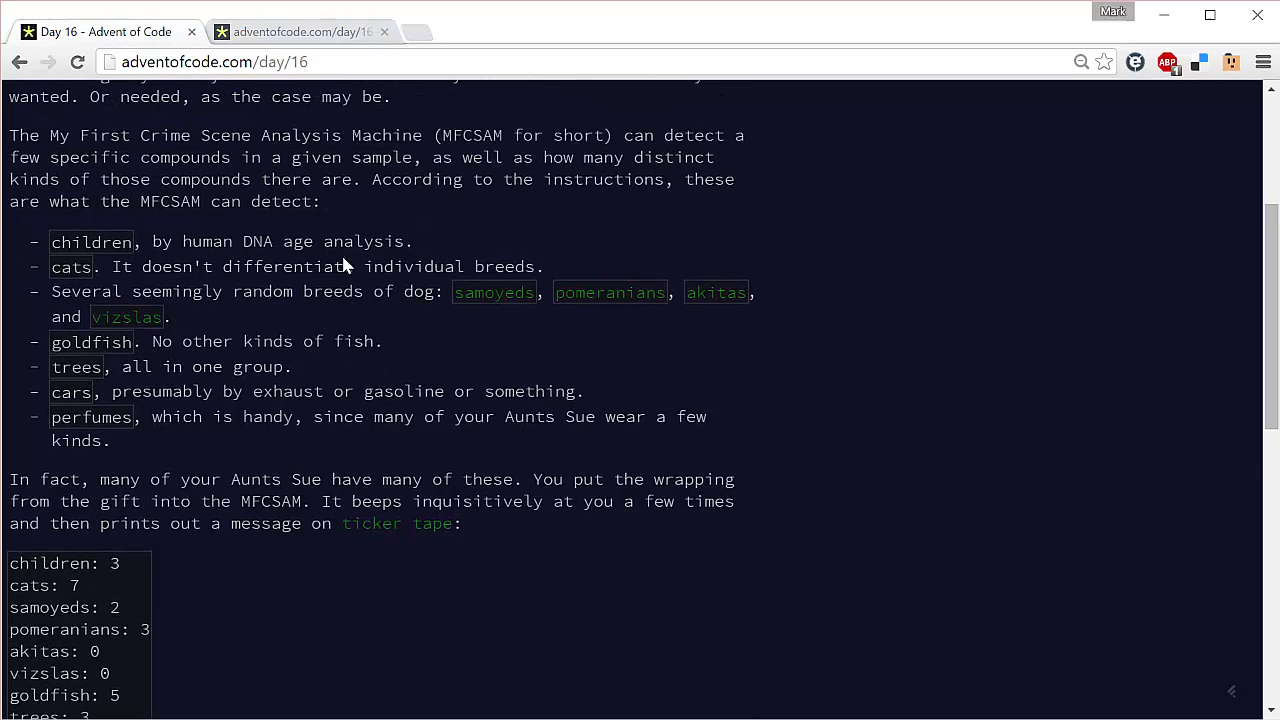 Mark
Day 16 - Advent of Code
adventofcode.com/day/16
adventofcode.com/day/16
ABP
1
wanted. Or needed, as the case may be.
The My First Crime Scene Analysis Machine (MFCSAM for short) can detect a
few specific compounds in a given sample, as well as how many distinct
kinds of those compounds there are. According to the instructions, these
are what the MFCSAM can detect:
- children, by human DNA age analysis.
- cats. It doesn't differentiate individual breeds.
- Several seemingly random breeds of dog: samoyeds, pomeranians, akitas,
and vizslas.
- goldfish. No other kinds of fish.
- trees, all in one group.
- cars, presumably by exhaust or gasoline or something.
- perfumes, which is handy, since many of your Aunts Sue wear a few
kinds.
In fact, many of your Aunts Sue have many of these. You put the wrapping
from the gift into the MFCSAM. It beeps inquisitively at you a few times
and then prints out a message on ticker tape:
children: 3
cats: 7
samoyeds: 2
pomeranians: 3
akitas: 0
vizslas: 0
goldfish: 5
trees: 3